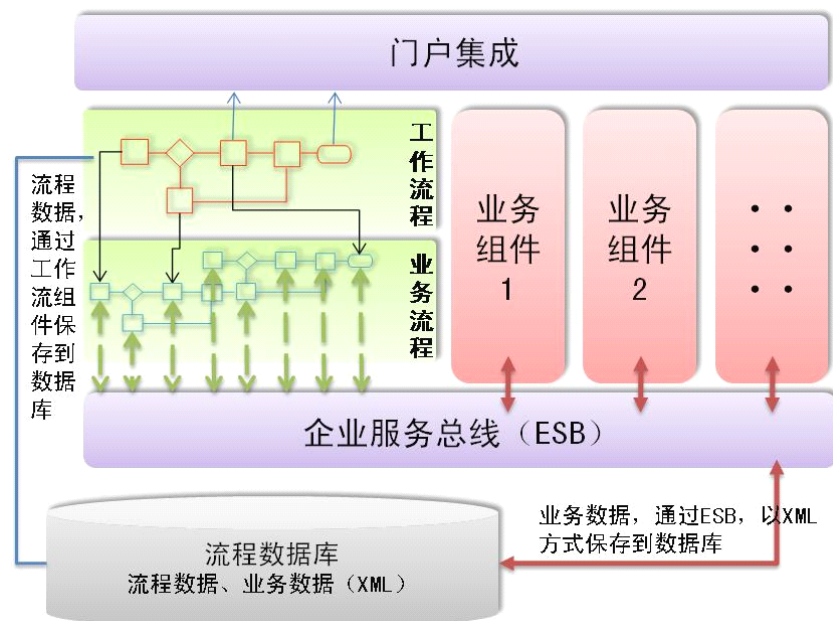 门户集成
工作流程
流程
数据，
通过
工作
流组
件保
存到
数据
库
业务流程
业务
组件
1
业务
组件
2
企业服务总线（ESB）
业务数据，通过ESB，以XML
方式保存到数据库
流程数据库
流程数据、业务数据（XML）